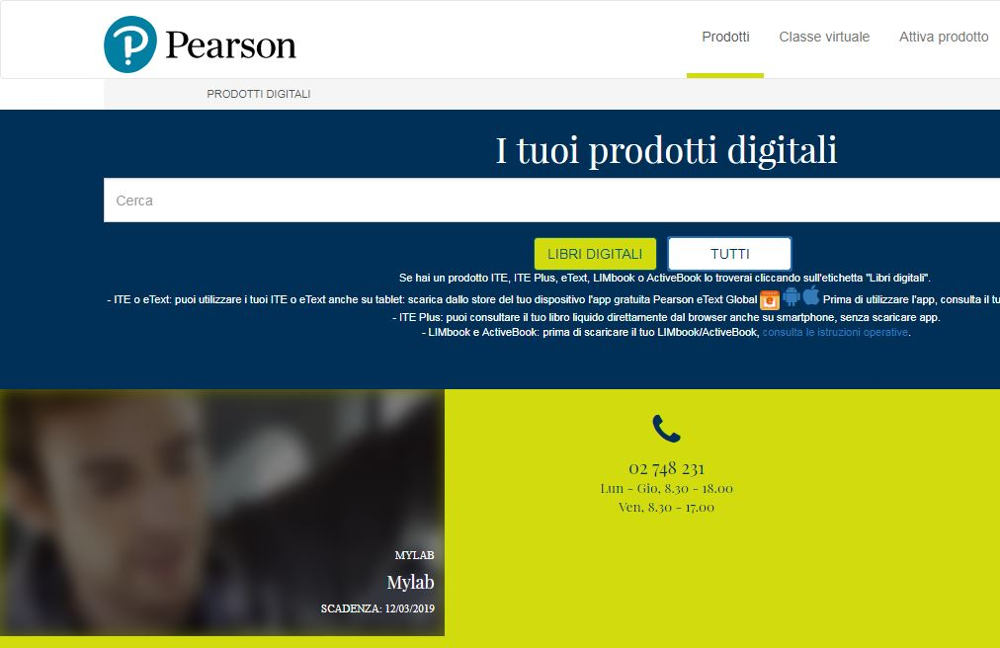 Pearson
Prodotti
Classe virtuale
Attiva prodotto
PRODOTTI DIGITALI
I tuoi prodotti digitali
Cerca
LIBRI DIGITALI
TUTTI
Se hai un prodotto ITE, ITE Plus, eText, LIMbook o ActiveBook lo troverai cliccando sull'etichetta "Libri digitali".
- ITE o eText: puoi utilizzare i tuoi ITE o eText anche su tablet: scarica dallo store del tuo dispositivo l'app gratuita Pearson eText Global Prima di utilizzare l'app, consulta il tu
- ITE Plus: puoi consultare il tuo libro liquido direttamente dal browser anche su smartphone, senza scaricare app.
- LIMbook e ActiveBook: prima di scaricare il tuo LIMbook/ActiveBook, consulta le istruzioni operative.
02 748 231
Lun - Gio, 8.30 - 18.00
Ven, 8.30 - 17.00
MYLAB
Mylab
SCADENZA: 12/03/2019